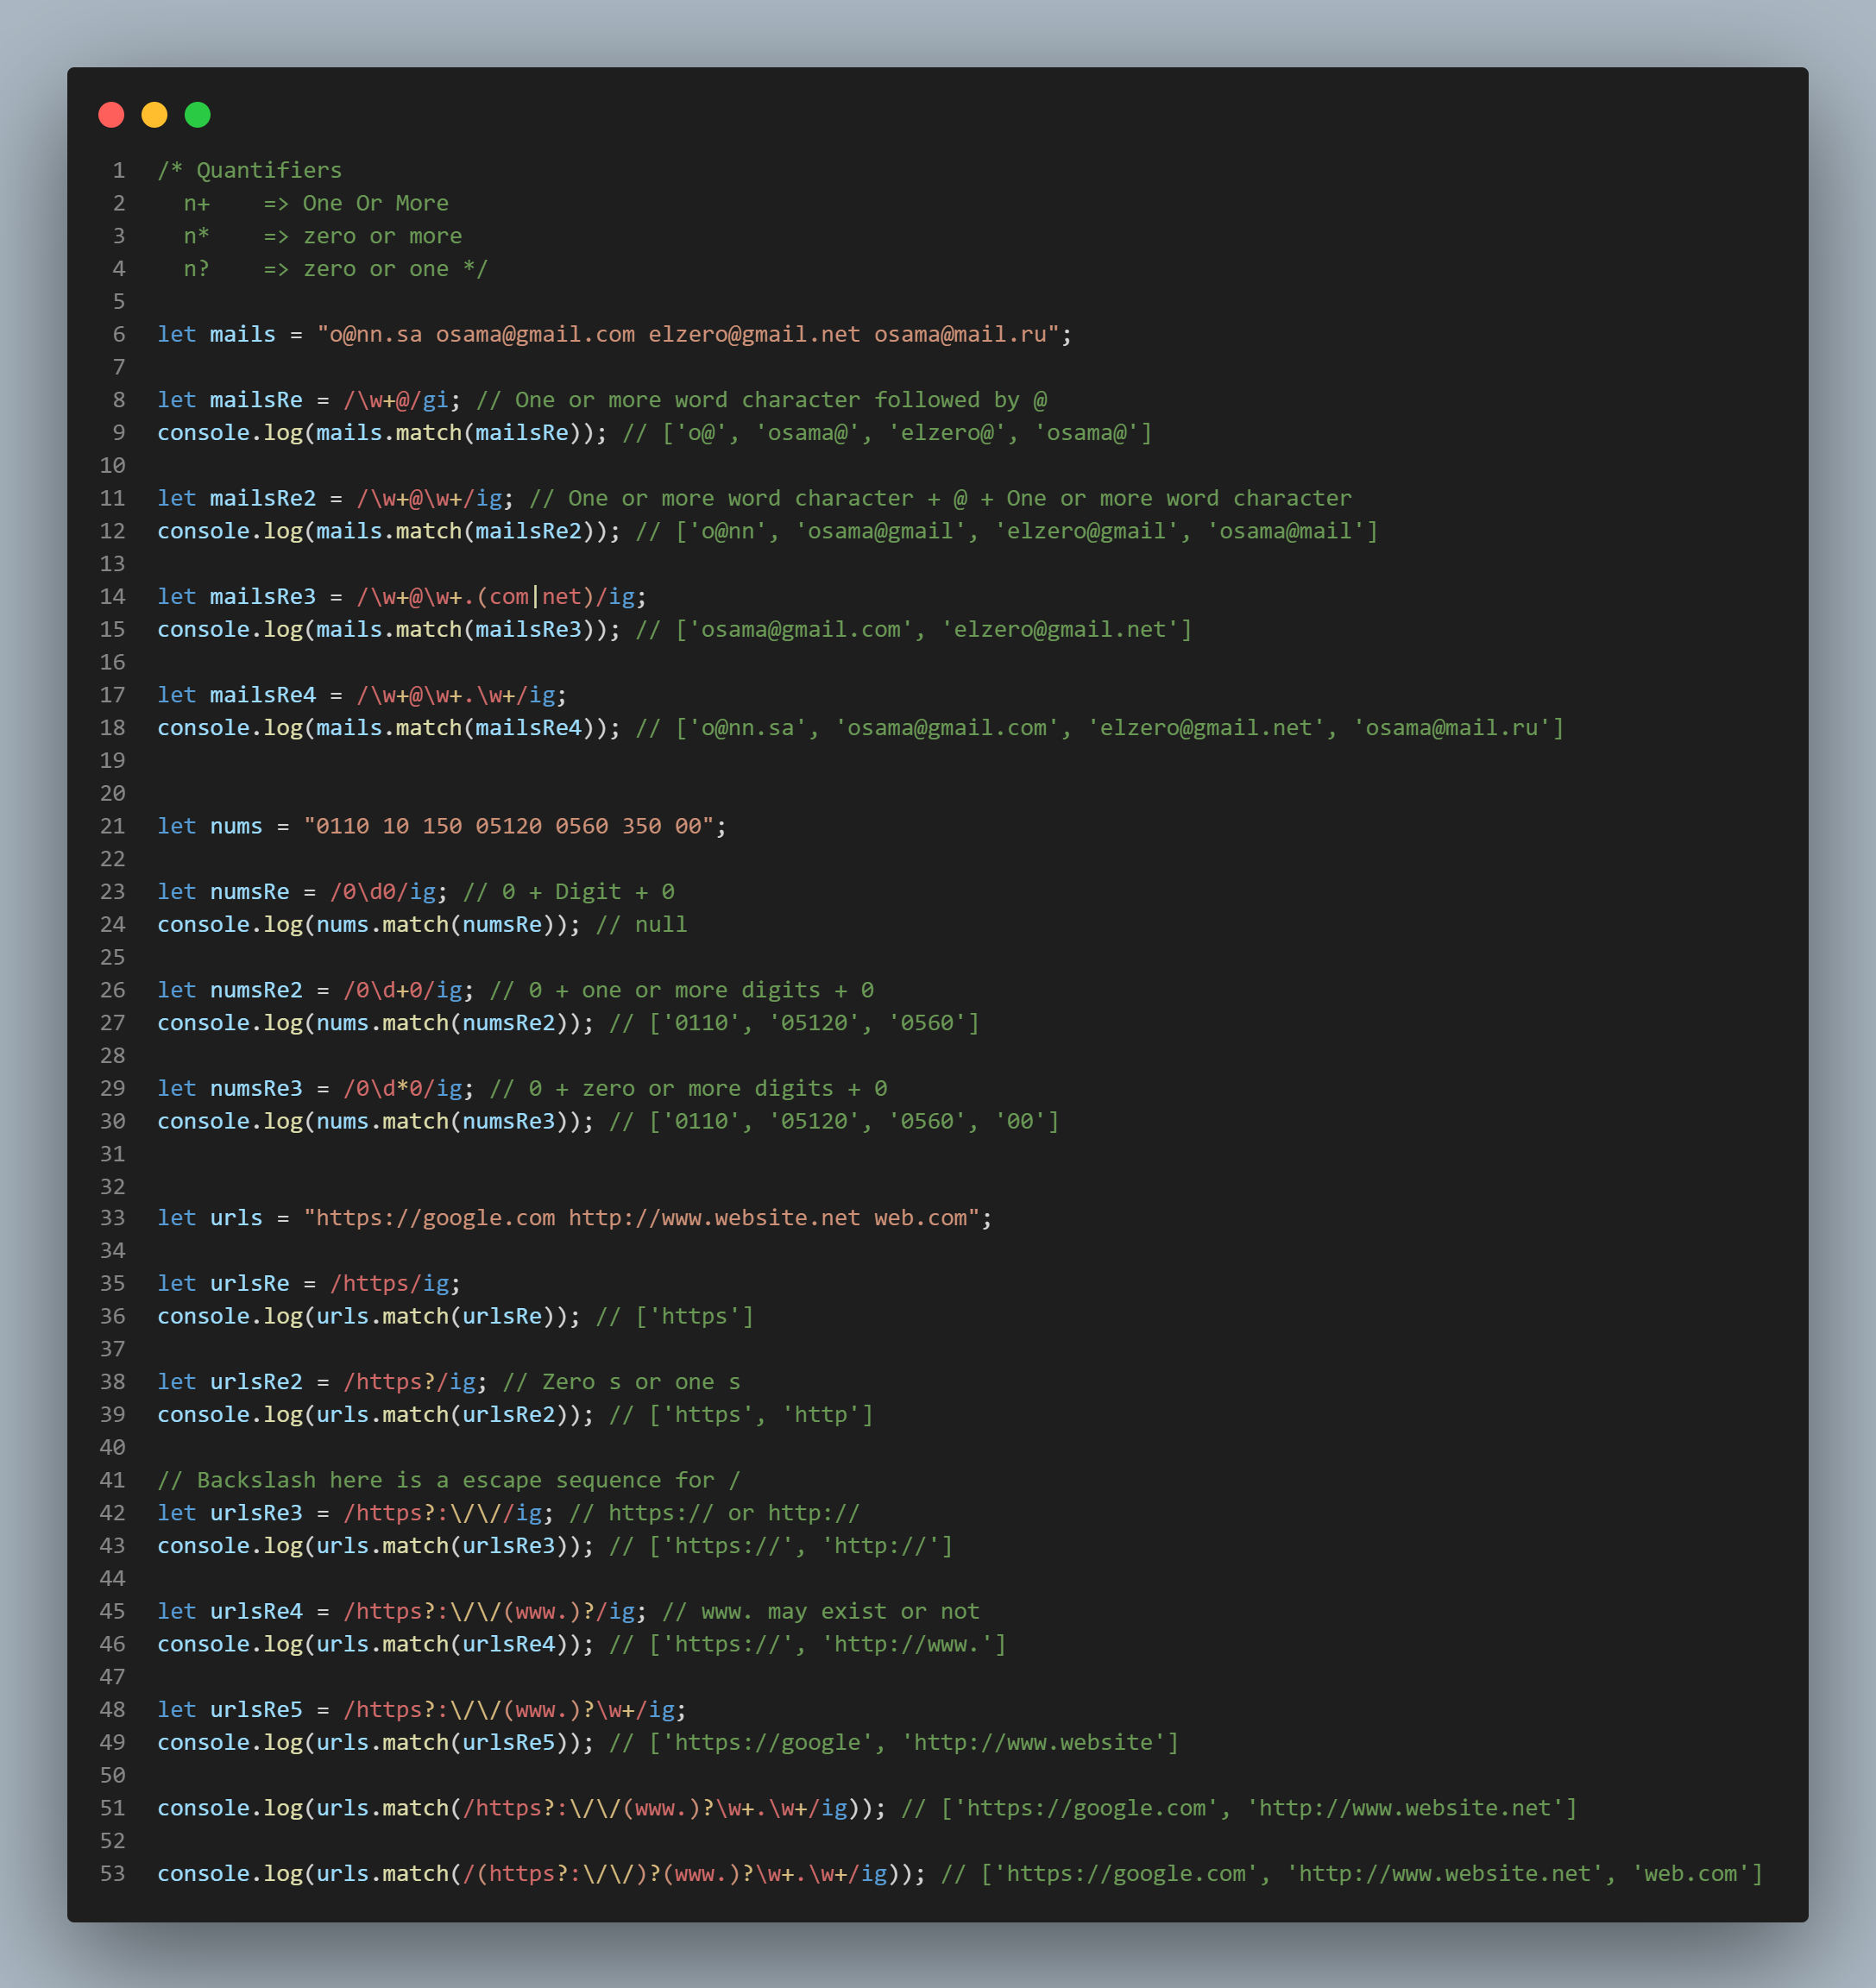 1 /* Quantifiers
2   n+    => One Or More
3   n*    => zero or more
4   n?    => zero or one */
5
6 let mails = "o@nn.sa osama@gmail.com elzero@gmail.net osama@mail.ru";
7
8 let mailsRe = /\w+@/gi; // One or more word character followed by @
9 console.log(mails.match(mailsRe)); // ['o@', 'osama@', 'elzero@', 'osama@']
10
11 let mailsRe2 = /\w+@\w+/ig; // One or more word character + @ + One or more word character
12 console.log(mails.match(mailsRe2)); // ['o@nn', 'osama@gmail', 'elzero@gmail', 'osama@mail']
13
14 let mailsRe3 = /\w+@\w+.(com|net)/ig;
15 console.log(mails.match(mailsRe3)); // ['osama@gmail.com', 'elzero@gmail.net']
16
17 let mailsRe4 = /\w+@\w+.\w+/ig;
18 console.log(mails.match(mailsRe4)); // ['o@nn.sa', 'osama@gmail.com', 'elzero@gmail.net', 'osama@mail.ru']
19
20
21 let nums = "0110 10 150 05120 0560 350 00";
22
23 let numsRe = /0\d0/ig; // 0 + Digit + 0
24 console.log(nums.match(numsRe)); // null
25
26 let numsRe2 = /0\d+0/ig; // 0 + one or more digits + 0
27 console.log(nums.match(numsRe2)); // ['0110', '05120', '0560']
28
29 let numsRe3 = /0\d*0/ig; // 0 + zero or more digits + 0
30 console.log(nums.match(numsRe3)); // ['0110', '05120', '0560', '00']
31
32
33 let urls = "https://google.com http://www.website.net web.com";
34
35 let urlsRe = /https/ig;
36 console.log(urls.match(urlsRe)); // ['https']
37
38 let urlsRe2 = /https?/ig; // Zero s or one s
39 console.log(urls.match(urlsRe2)); // ['https', 'http']
40
41 // Backslash here is a escape sequence for /
42 let urlsRe3 = /https?:\/\//ig; // https:// or http://
43 console.log(urls.match(urlsRe3)); // ['https://', 'http://']
44
45 let urlsRe4 = /https?:\/\/(www.)?/ig; // www. may exist or not
46 console.log(urls.match(urlsRe4)); // ['https://', 'http://www.']
47
48 let urlsRe5 = /https?:\/\/(www.)?\w+/ig;
49 console.log(urls.match(urlsRe5)); // ['https://google', 'http://www.website']
50
51 console.log(urls.match(/https?:\/\/(www.)?\w+.\w+/ig)); // ['https://google.com', 'http://www.website.net']
52
53 console.log(urls.match(/(https?:\/\/)?(www.)?\w+.\w+/ig)); // ['https://google.com', 'http://www.website.net', 'web.com']